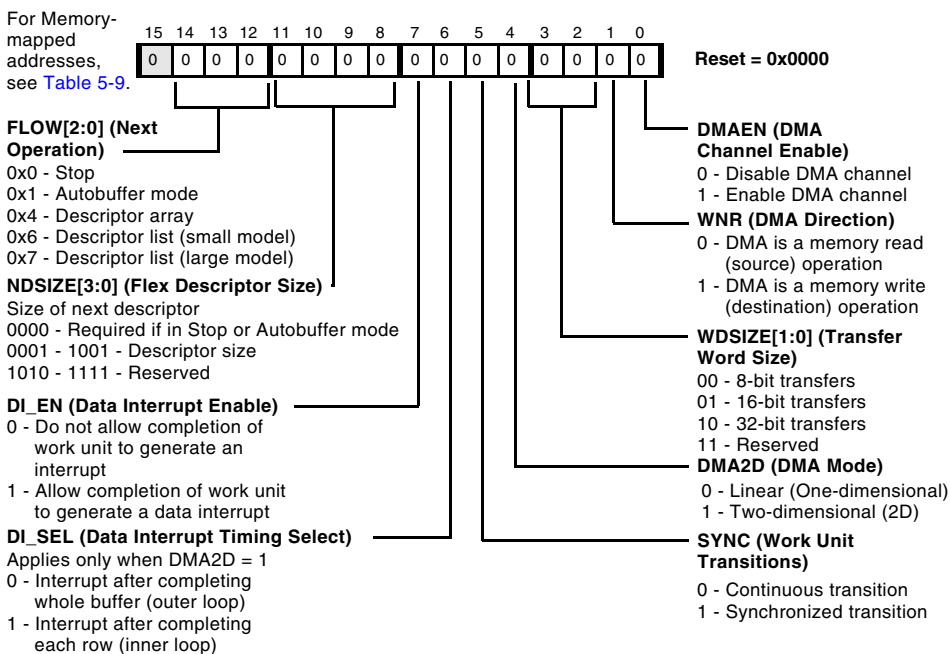 For Memory-
mapped
addresses,
see Table 5-9.
15 14 13 12 11 10 9 8 7 6 5 4 3 2 1 0
0 0 0 0 0 0 0 0 0 0 0 0 0 0 0 0
Reset = 0x0000
FLOW[2:0] (Next
Operation)
0x0 - Stop
0x1 - Autobuffer mode
0x4 - Descriptor array
0x6 - Descriptor list (small model)
0x7 - Descriptor list (large model)
NDSIZE[3:0] (Flex Descriptor Size)
Size of next descriptor
0000 - Required if in Stop or Autobuffer mode
0001 - 1001 - Descriptor size
1010 - 1111 - Reserved
DI_EN (Data Interrupt Enable)
0 - Do not allow completion of
work unit to generate an
interrupt
1 - Allow completion of work unit
to generate a data interrupt
DI_SEL (Data Interrupt Timing Select)
Applies only when DMA2D = 1
0 - Interrupt after completing
whole buffer (outer loop)
1 - Interrupt after completing
each row (inner loop)
DMAEN (DMA
Channel Enable)
0 - Disable DMA channel
1 - Enable DMA channel
WNR (DMA Direction)
0 - DMA is a memory read
(source) operation
1 - DMA is a memory write
(destination) operation
WDSIZE[1:0] (Transfer
Word Size)
00 - 8-bit transfers
01 - 16-bit transfers
10 - 32-bit transfers
11 - Reserved
DMA2D (DMA Mode)
0 - Linear (One-dimensional)
1 - Two-dimensional (2D)
SYNC (Work Unit
Transitions)
0 - Continuous transition
1 - Synchronized transition